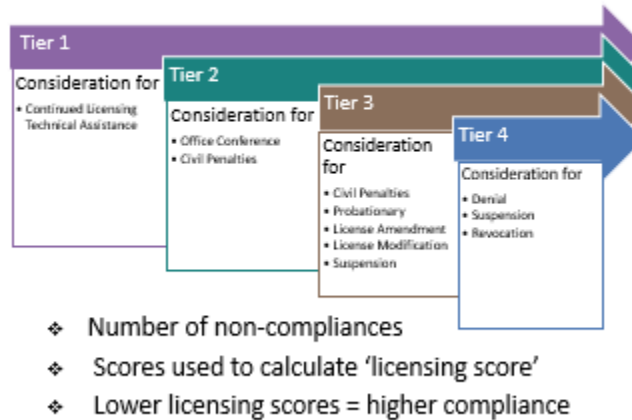 Tier 1
Consideration for
• Continued Licensing
Technical Assistance
Tier 2
Consideration for
• Office Conference
• Civil Penalties
Tier 3
Consideration
for
• Civil Penalties
• Probationary
• License Amendment
• License Modification
• Suspension
Tier 4
Consideration for
• Denial
• Suspension
• Revocation
❖ Number of non-compliances
❖ Scores used to calculate ‘licensing score’
❖ Lower licensing scores = higher compliance